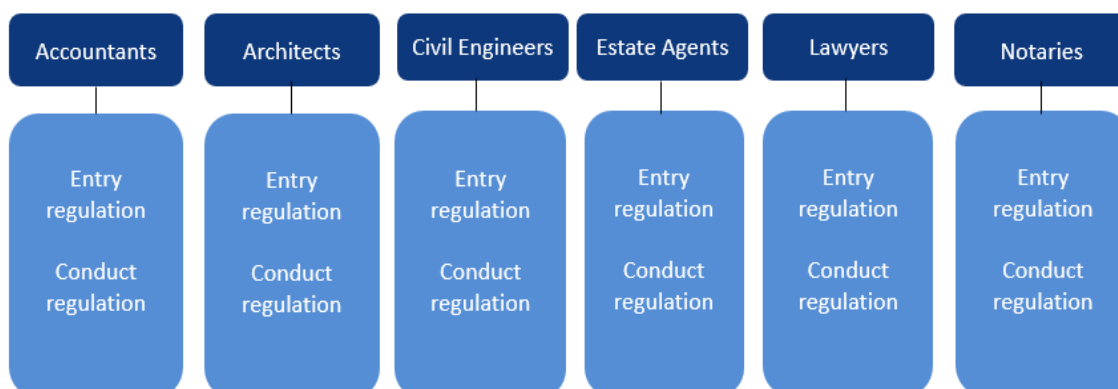 Accountants
Architects
Civil Engineers
Estate Agents
Lawyers
Notaries
Entry
regulation
Conduct
regulation
Entry
regulation
Conduct
regulation
Entry
regulation
Conduct
regulation
Entry
regulation
Conduct
regulation
Entry
regulation
Conduct
regulation
Entry
regulation
Conduct
regulation